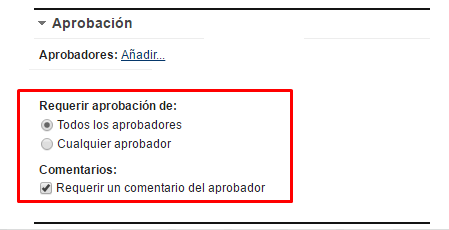 Aprobación
Aprobadores: Añadir...
Requerir aprobación de:
Todos los aprobadores
Cualquier aprobador
Comentarios:
Requerir un comentario del aprobador